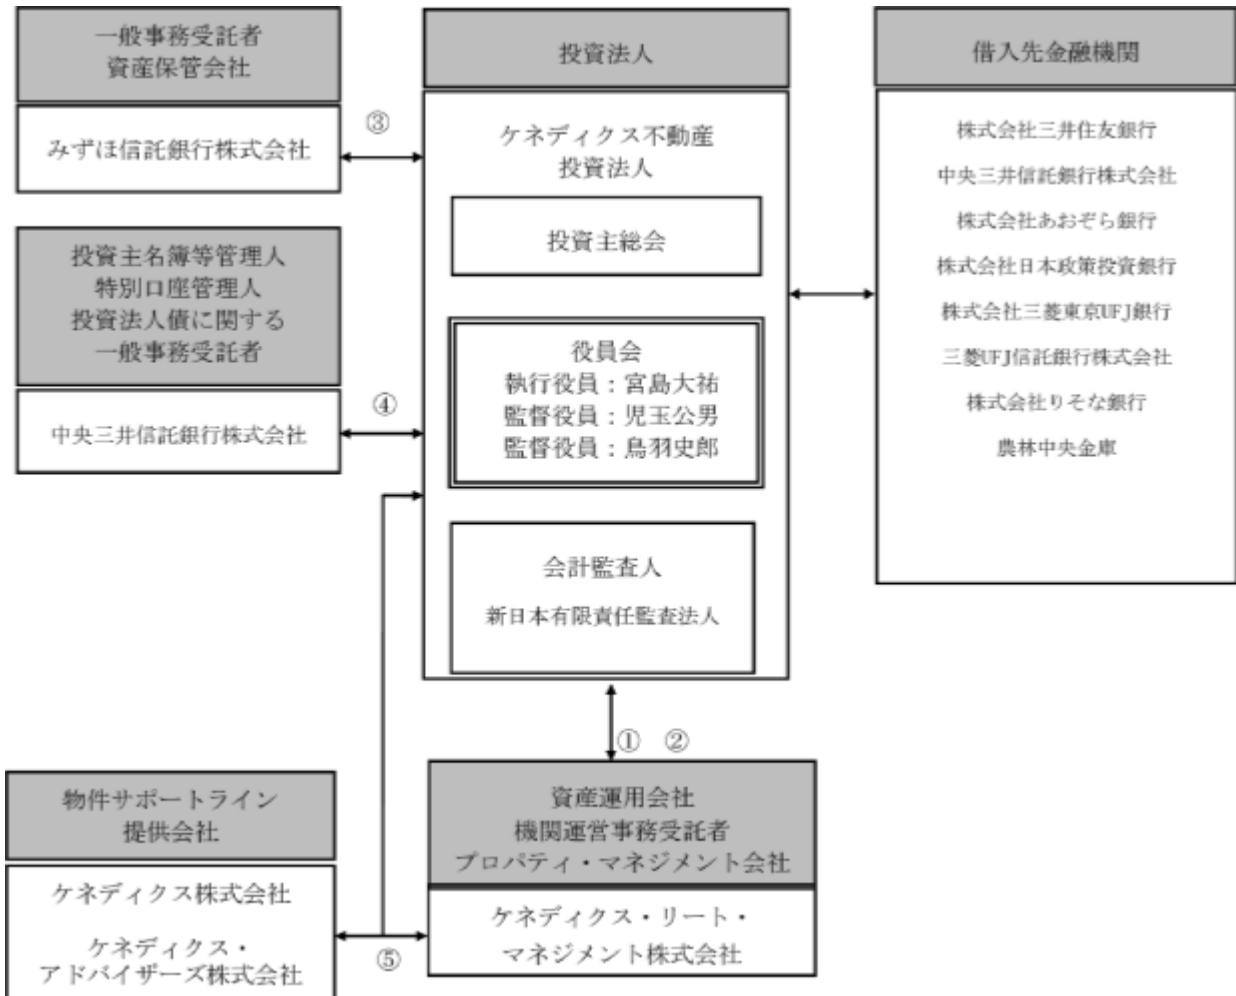 一般事務受託者
資産保管会社
みずほ信託銀行株式会社
③
投資主名簿等管理人
特別口座管理人
投資法人債に関する
一般事務受託者
中央三井信託銀行株式会社
④
投資法人
ケネディクス不動産
投資法人
投資主総会
役員会
執行役員：宮島大祐
監督役員：児玉公男
監督役員：鳥羽史郎
会計監査人
新日本有限責任監査法人
借入先金融機関
株式会社三井住友銀行
中央三井信託銀行株式会社
株式会社あおぞら銀行
株式会社日本政策投資銀行
株式会社三菱東京UFJ銀行
三菱UFJ信託銀行株式会社
株式会社りそな銀行
農林中央金庫
① ②
物件サポートライン
提供会社
ケネディクス株式会社
ケネディクス・
アドバイザーズ株式会社
⑤
資産運用会社
機関運営事務受託者
プロパティ・マネジメント会社
ケネディクス・リート・
マネジメント株式会社